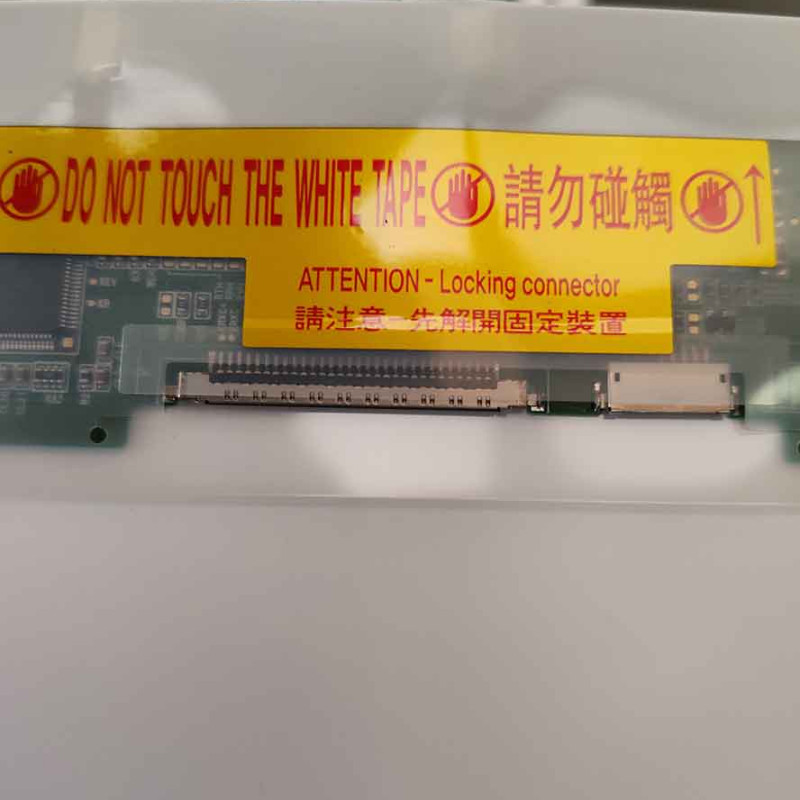 DO NOT TOUCH THE WHITE TAPE 請勿碰觸
ATTENTION - Locking connector
請注意 - 先解開固定裝置
REV